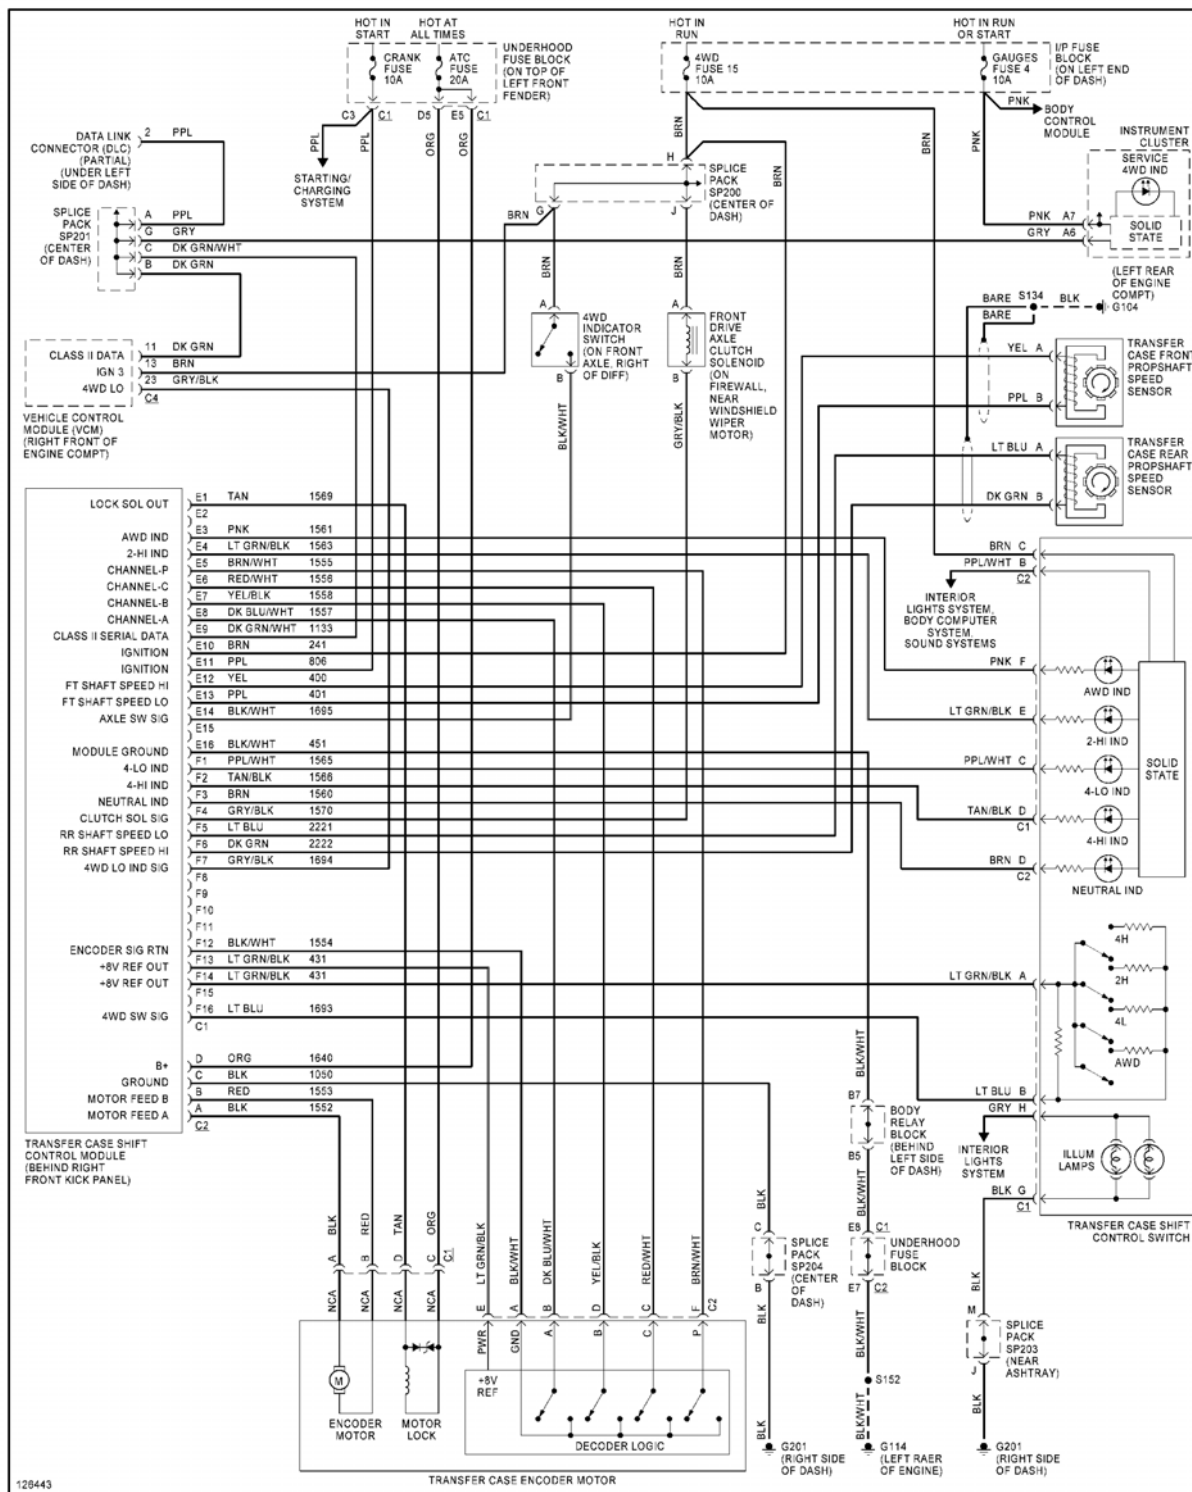 HOT IN
START
HOT AT
ALL TIMES
CRANK
FUSE
10A
ATC
FUSE
20A
UNDERHOOD
FUSE BLOCK
(ON TOP OF
LEFT FRONT
FENDER)
C3
C1
D5
E5
C1
PPL
PPL
ORG
ORG
STARTING/
CHARGING
SYSTEM
HOT IN
RUN
HOT IN RUN
OR START
4WD
FUSE 15
10A
GAUGES
FUSE 4
10A
I/P FUSE
BLOCK
(ON LEFT END
OF DASH)
PNK
BODY
CONTROL
MODULE
BRN
BRN
PNK
BRN
H
SPLICE
PACK
SP200
(CENTER OF
DASH)
BRN G
J
BRN
BRN
INSTRUMENT
CLUSTER
SERVICE
4WD IND
PNK A7
GRY A6
SOLID
STATE
DATA LINK
CONNECTOR (DLC)
(PARTIAL)
(UNDER LEFT
SIDE OF DASH)
2 PPL
SPLICE
PACK
SP201
(CENTER
OF DASH)
A PPL
G GRY
C DK GRN/WHT
B DK GRN
CLASS II DATA 11 DK GRN
IGN 3 13 BRN
4WD LO 23 GRY/BLK
C4
VEHICLE CONTROL
MODULE (VCM)
(RIGHT FRONT OF
ENGINE COMPT)
A
4WD
INDICATOR
SWITCH
(ON FRONT
AXLE, RIGHT
OF DIFF)
B
BLK/WHT
A
FRONT
DRIVE
AXLE
CLUTCH
SOLENOID
(ON
FIREWALL,
NEAR
WINDSHIELD
WIPER
MOTOR)
B
GRY/BLK
(LEFT REAR
OF ENGINE
COMPT)
G104
BARE S134 BLK
BARE
YEL A
PPL B
TRANSFER
CASE FRONT
PROPSHAFT
SPEED
SENSOR
LT BLU A
DK GRN B
TRANSFER
CASE REAR
PROPSHAFT
SPEED
SENSOR
LOCK SOL OUT E1 TAN 1569
E2
AWD IND E3 PNK 1561
2-HI IND E4 LT GRN/BLK 1563
CHANNEL-P E5 BRN/WHT 1555
CHANNEL-C E6 RED/WHT 1556
CHANNEL-B E7 YEL/BLK 1558
CHANNEL-A E8 DK BLU/WHT 1557
CLASS II SERIAL DATA E9 DK GRN/WHT 1133
IGNITION E10 BRN 241
IGNITION E11 PPL 806
FT SHAFT SPEED HI E12 YEL 400
FT SHAFT SPEED LO E13 PPL 401
AXLE SW SIG E14 BLK/WHT 1695
E15
MODULE GROUND E16 BLK/WHT 451
4-LO IND F1 PPL/WHT 1565
4-HI IND F2 TAN/BLK 1566
NEUTRAL IND F3 BRN 1560
CLUTCH SOL SIG F4 GRY/BLK 1570
RR SHAFT SPEED LO F5 LT BLU 2221
RR SHAFT SPEED HI F6 DK GRN 2222
4WD LO IND SIG F7 GRY/BLK 1694
F8
F9
F10
F11
ENCODER SIG RTN F12 BLK/WHT 1554
+8V REF OUT F13 LT GRN/BLK 431
+8V REF OUT F14 LT GRN/BLK 431
F15
4WD SW SIG F16 LT BLU 1693
C1
B+ D ORG 1640
GROUND C BLK 1050
MOTOR FEED B B RED 1553
MOTOR FEED A A BLK 1552
C2
TRANSFER CASE SHIFT
CONTROL MODULE
(BEHIND RIGHT
FRONT KICK PANEL)
BRN C
PPL/WHT B
C2
INTERIOR
LIGHTS SYSTEM,
BODY COMPUTER
SYSTEM,
SOUND SYSTEMS
PNK F
AWD IND
LT GRN/BLK E
2-HI IND
PPL/WHT C
4-LO IND
TAN/BLK D
C1
4-HI IND
BRN D
C2
NEUTRAL IND
SOLID
STATE
4H
LT GRN/BLK A
2H
4L
AWD
LT BLU B
GRY H
INTERIOR
LIGHTS
SYSTEM
ILLUM
LAMPS
BLK G
C1
TRANSFER CASE SHIFT
CONTROL SWITCH
BLK/WHT
B7
BODY
RELAY
BLOCK
(BEHIND
LEFT SIDE
OF DASH)
B5
BLK/WHT
E8 C1
UNDERHOOD
FUSE
BLOCK
E7 C2
BLK/WHT
S152
BLK/WHT
G114
(LEFT RAER
OF ENGINE)
BLK
C
SPLICE
PACK
SP204
(CENTER
OF
DASH)
B
BLK
BLK
G201
(RIGHT SIDE
OF DASH)
BLK
M
SPLICE
PACK
SP203
(NEAR
ASHTRAY)
J
BLK
G201
(RIGHT SIDE
OF DASH)
BLK
RED
TAN
ORG
A
B
D
C
C1
NCA
NCA
NCA
NCA
LT GRN/BLK
BLK/WHT
DK BLU/WHT
YEL/BLK
RED/WHT
BRN/WHT
E
A
B
D
C
F
C2
PWR
GND
A
B
C
P
M
+8V
REF
ENCODER
MOTOR
MOTOR
LOCK
DECODER LOGIC
TRANSFER CASE ENCODER MOTOR
126443